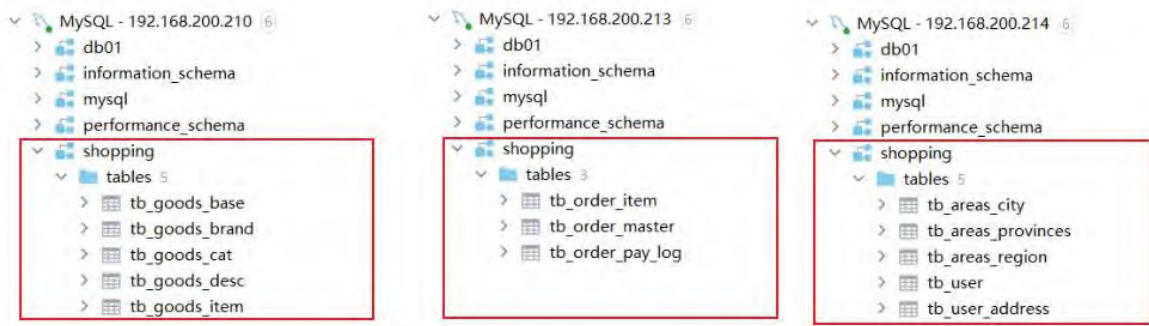 MySQL - 192.168.200.210 6
db01
information_schema
mysql
performance_schema
shopping
tables 5
tb_goods_base
tb_goods_brand
tb_goods_cat
tb_goods_desc
tb_goods_item
MySQL - 192.168.200.213 6
db01
information_schema
mysql
performance_schema
shopping
tables 3
tb_order_item
tb_order_master
tb_order_pay_log
MySQL - 192.168.200.214 6
db01
information_schema
mysql
performance_schema
shopping
tables 5
tb_areas_city
tb_areas_provinces
tb_areas_region
tb_user
tb_user_address